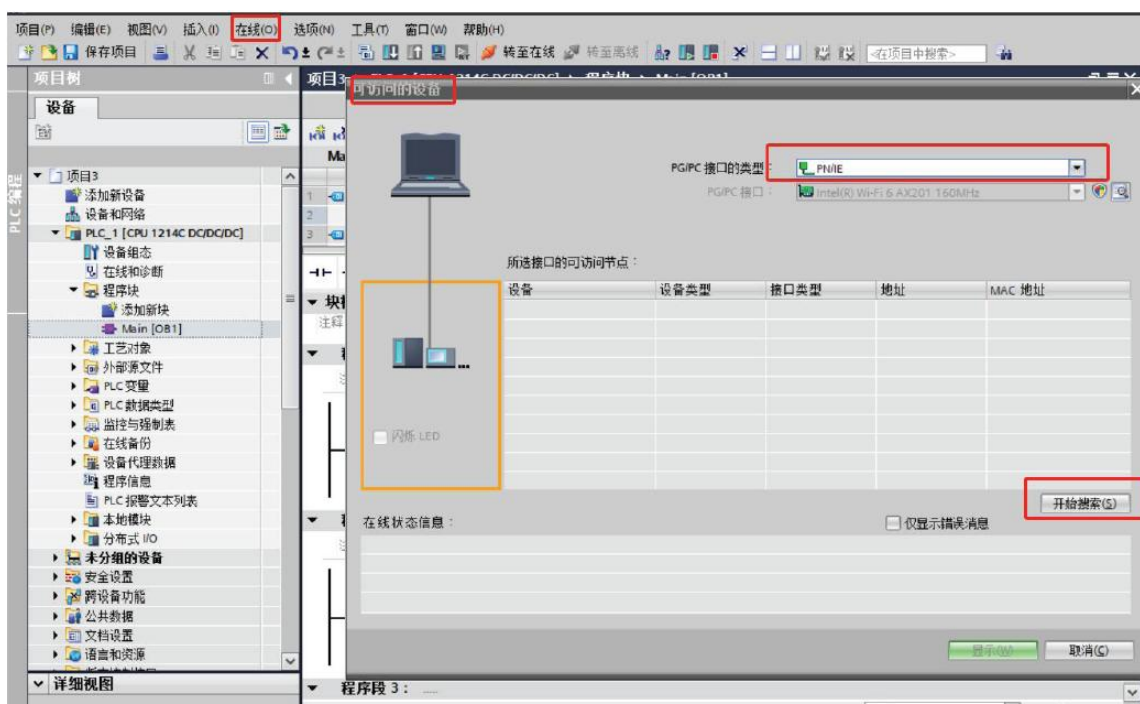 项目(P) 编辑(E) 视图(V) 插入(I) 在线(O) 选项(N) 工具(T) 窗口(W) 帮助(H)
保存项目 转至在线 转至离线 <在项目中搜索>
项目树
设备
项目3
添加新设备
设备和网络
PLC_1 [CPU 1214C DC/DC/DC]
设备组态
在线和诊断
程序块
添加新块
Main [OB1]
工艺对象
外部源文件
PLC 变量
PLC 数据类型
监控与强制表
在线备份
设备代理数据
程序信息
PLC 报警文本列表
本地模块
分布式 I/O
未分组的设备
安全设置
跨设备功能
公共数据
文档设置
语言和资源
详细视图
PLC 编程
1
2
3
可访问的设备
PG/PC 接口的类型：
PN/IE
PG/PC 接口：
Intel(R) Wi-Fi 6 AX201 160MHz
所选接口的可访问节点：
设备 设备类型 接口类型 地址 MAC 地址
闪烁 LED
开始搜索(S)
在线状态信息：
仅显示错误消息
显示(W) 取消(C)
程序段 3：